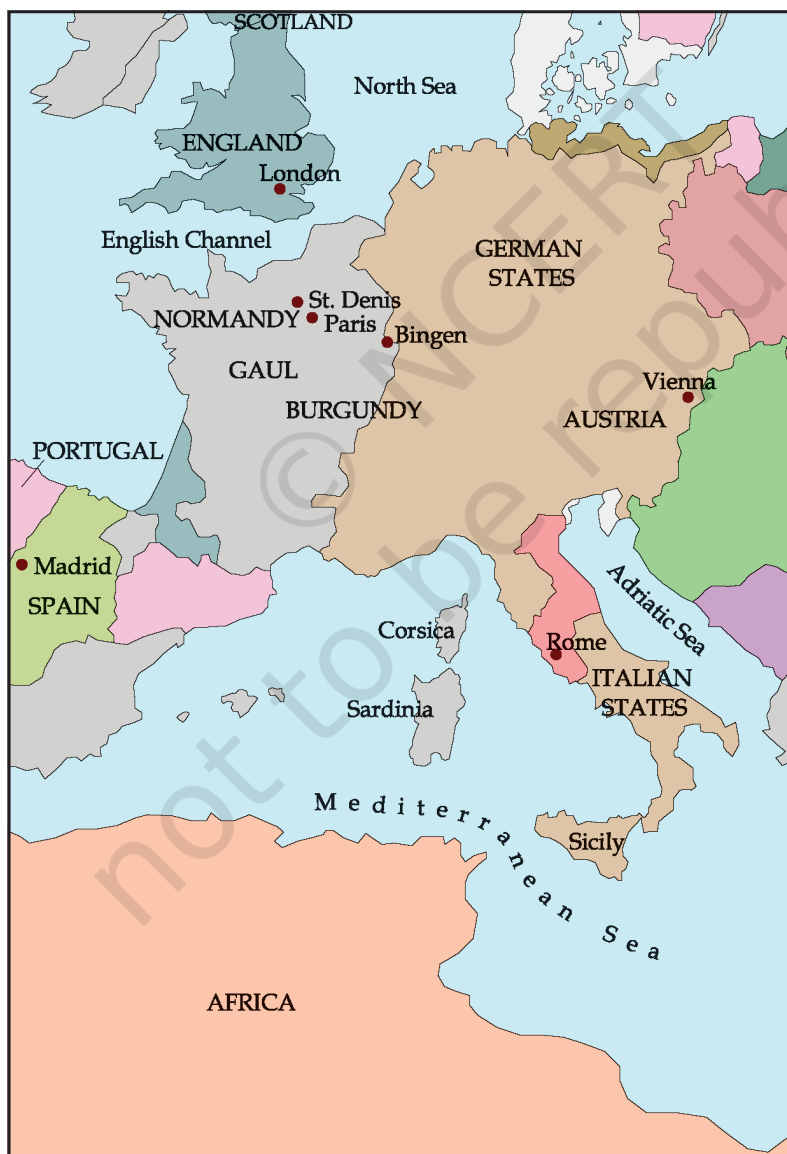 SCOTLAND
North Sea
ENGLAND
London
English Channel
GERMAN
STATES
St. Denis
NORMANDY
Paris
Bingen
GAUL
Vienna
BURGUNDY
AUSTRIA
PORTUGAL
Madrid
SPAIN
Adriatic Sea
Corsica
Rome
ITALIAN
STATES
Sardinia
Mediterranean Sea
Sicily
AFRICA
© NCERT
not to be republ